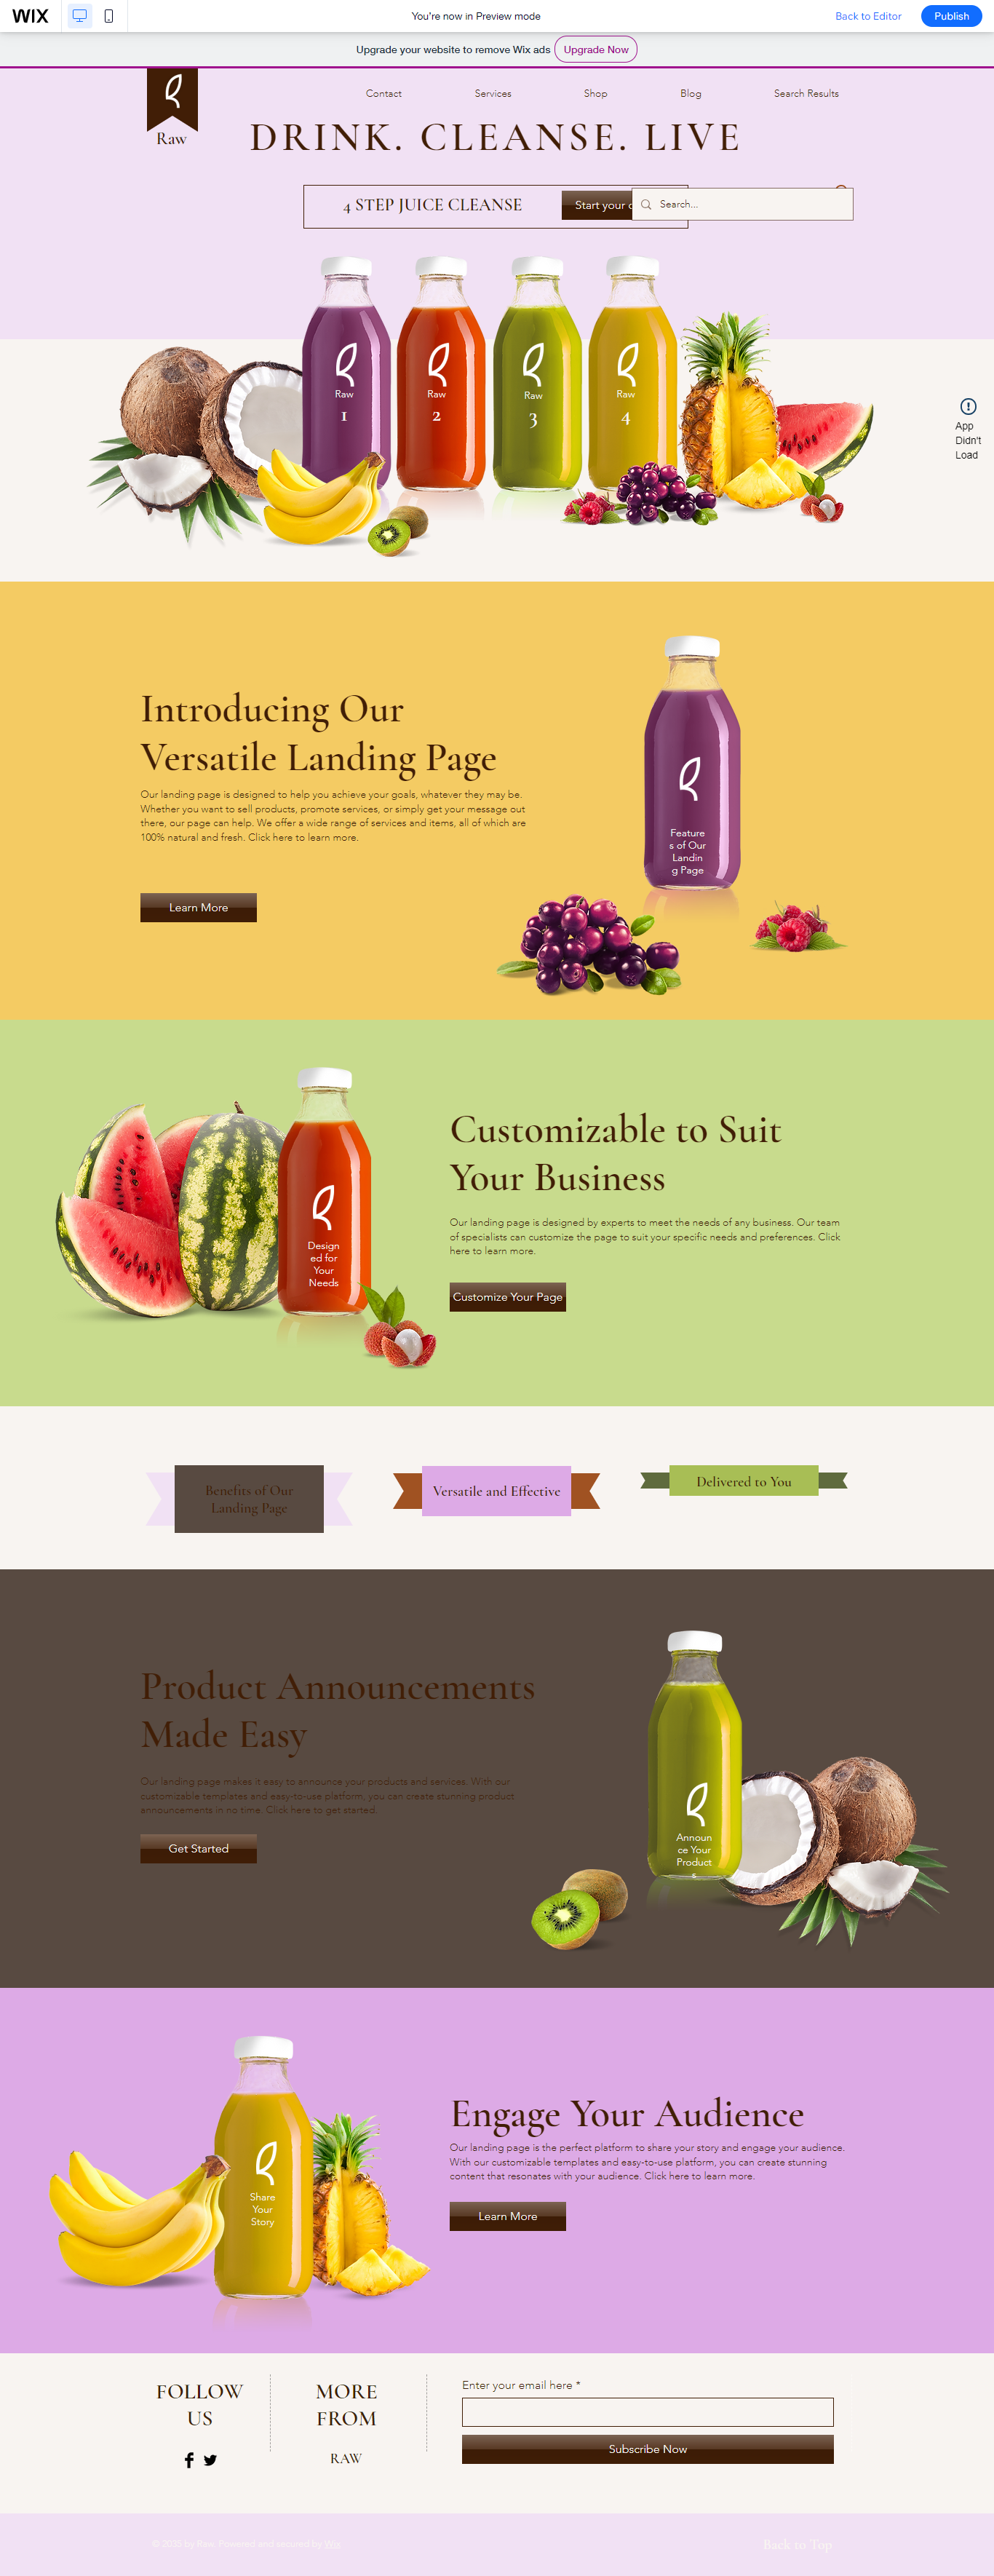 WIX
You're now in Preview mode
Back to Editor
Publish
Upgrade your website to remove Wix ads
Upgrade Now
Raw
Contact
Services
Shop
Blog
Search Results
DRINK. CLEANSE. LIVE
4 STEP JUICE CLEANSE
Start your
Search...
Raw
1
Raw
2
Raw
3
Raw
4
App
Didn't
Load
Introducing Our
Versatile Landing Page
Our landing page is designed to help you achieve your goals, whatever they may be.
Whether you want to sell products, promote services, or simply get your message out
there, our page can help. We offer a wide range of services and items, all of which are
100% natural and fresh. Click here to learn more.
Learn More
Feature
s of Our
Landin
g Page
Customizable to Suit
Your Business
Our landing page is designed by experts to meet the needs of any business. Our team
of specialists can customize the page to suit your specific needs and preferences. Click
here to learn more.
Customize Your Page
Design
ed for
Your
Needs
Benefits of Our
Landing Page
Versatile and Effective
Delivered to You
Product Announcements
Made Easy
Our landing page makes it easy to announce your products and services. With our
customizable templates and easy-to-use platform, you can create stunning product
announcements in no time. Click here to get started.
Get Started
Announ
ce Your
Product
s
Engage Your Audience
Our landing page is the perfect platform to share your story and engage your audience.
With our customizable templates and easy-to-use platform, you can create stunning
content that resonates with your audience. Click here to learn more.
Learn More
Share
Your
Story
FOLLOW
US
MORE
FROM
RAW
Enter your email here *
Subscribe Now
by Raw. Powered and secured by Wix
Back to Top